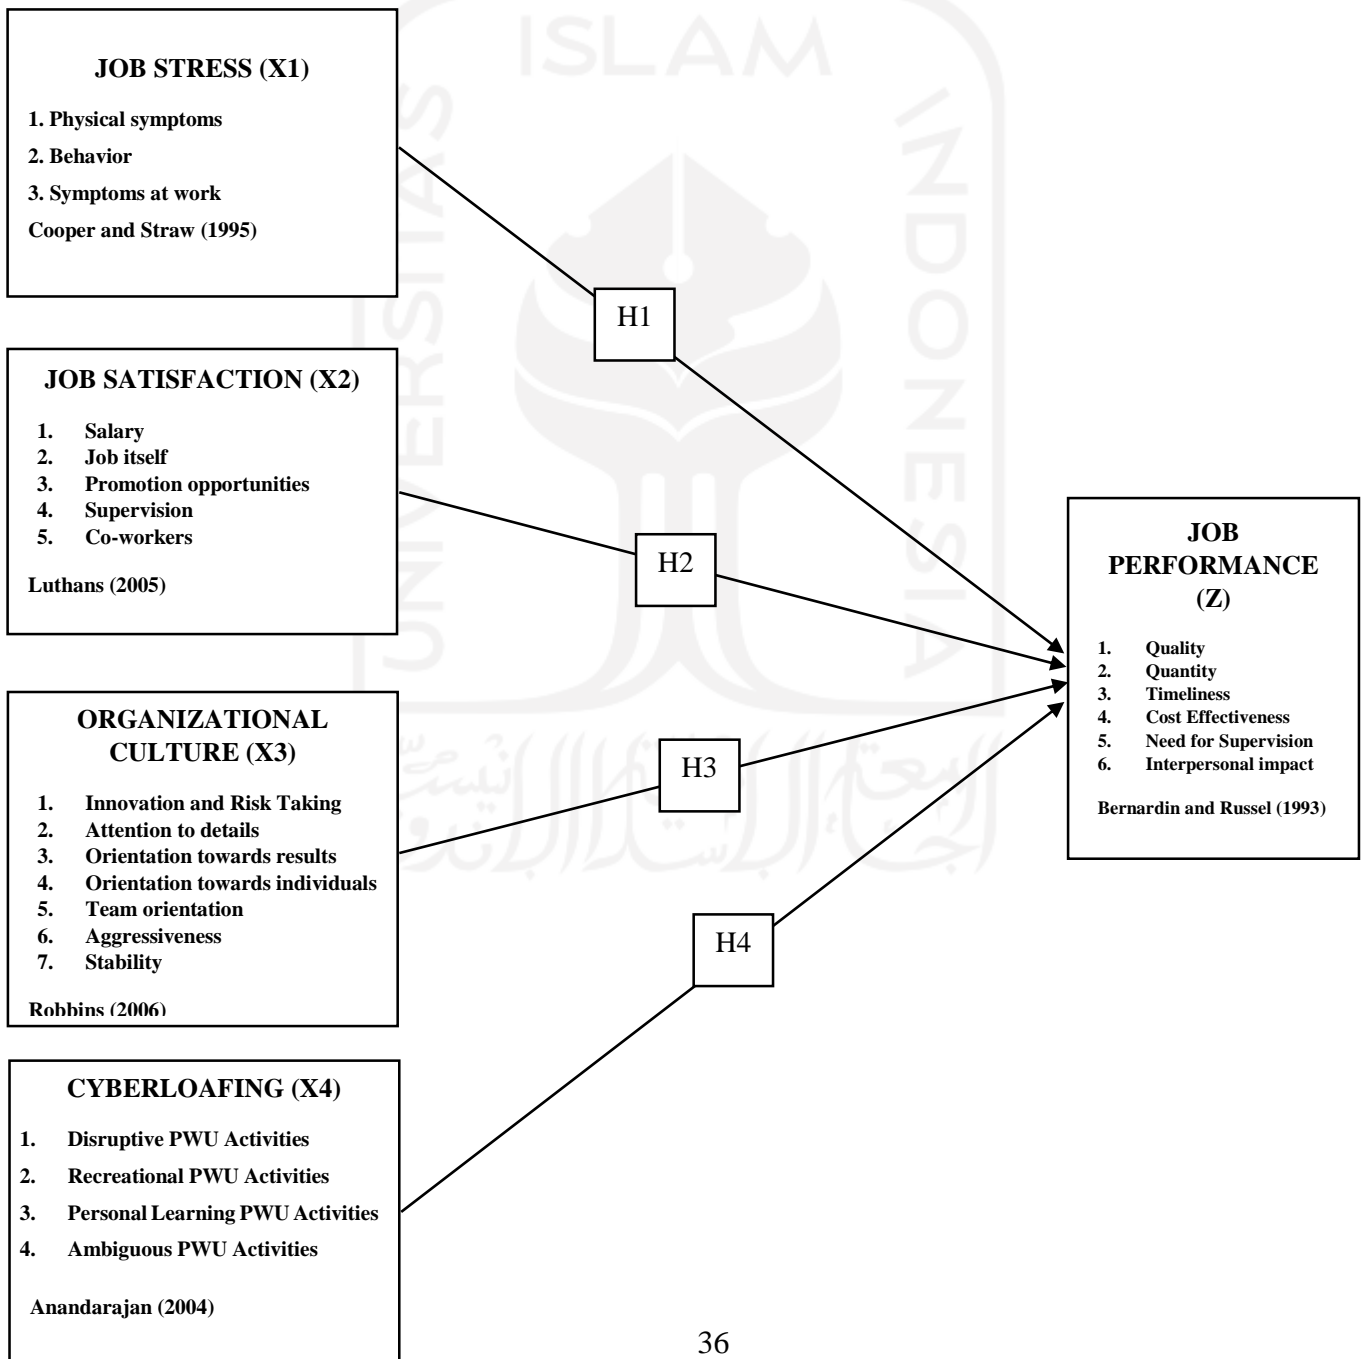 ISLAM
UNIVERSITAS
INDONESIA
JOB STRESS (X1)
1. Physical symptoms
2. Behavior
3. Symptoms at work
Cooper and Straw (1995)
H1
JOB SATISFACTION (X2)
1. Salary
2. Job itself
3. Promotion opportunities
4. Supervision
5. Co-workers
Luthans (2005)
H2
ORGANIZATIONAL
CULTURE (X3)
1. Innovation and Risk Taking
2. Attention to details
3. Orientation towards results
4. Orientation towards individuals
5. Team orientation
6. Aggressiveness
7. Stability
Robbins (2006)
H3
CYBERLOAFING (X4)
1. Disruptive PWU Activities
2. Recreational PWU Activities
3. Personal Learning PWU Activities
4. Ambiguous PWU Activities
Anandarajan (2004)
H4
JOB
PERFORMANCE
(Z)
1. Quality
2. Quantity
3. Timeliness
4. Cost Effectiveness
5. Need for Supervision
6. Interpersonal impact
Bernardin and Russel (1993)
36